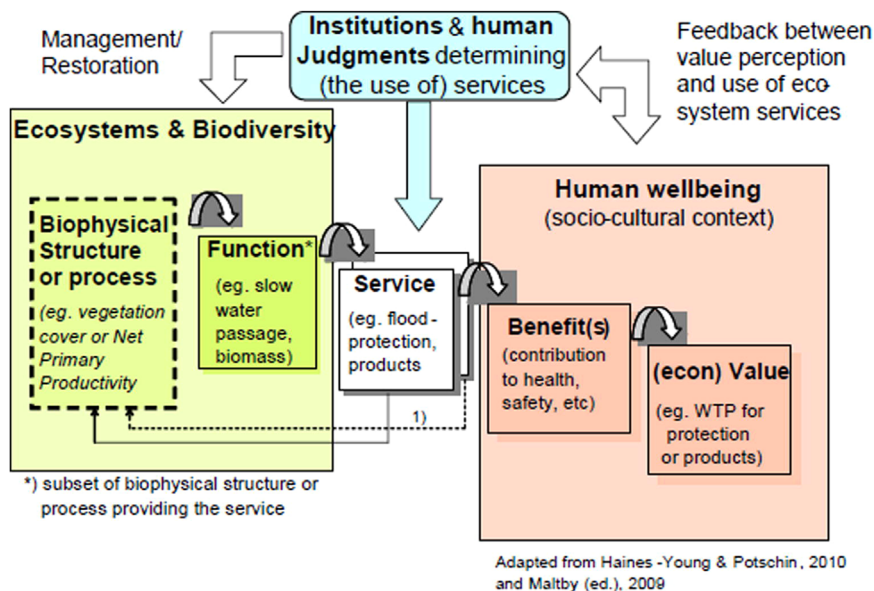 Management/
Restoration
Institutions & human
Judgments determining
(the use of) services
Feedback between
value perception
and use of eco-
system services
Ecosystems & Biodiversity
Biophysical
Structure
or process
(eg. vegetation
cover or Net
Primary
Productivity
Function*
(eg. slow
water
passage,
biomass)
Service
(eg. flood-
protection,
products
1)
Human wellbeing
(socio-cultural context)
Benefit(s)
(contribution
to health,
safety, etc)
(econ) Value
(eg. WTP for
protection
or products)
*) subset of biophysical structure or
process providing the service
Adapted from Haines -Young & Potschin, 2010
and Maltby (ed.), 2009